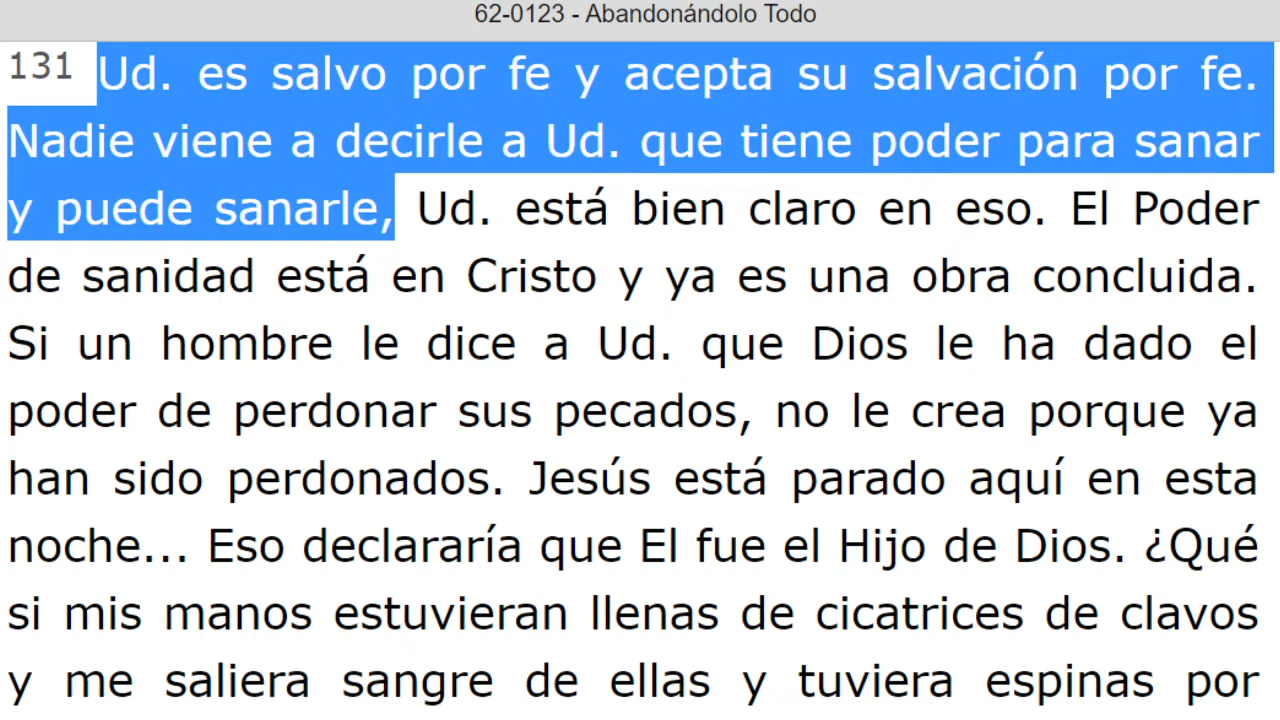 62-0123 - Abandonándolo Todo
131 Ud. es salvo por fe y acepta su salvación por fe.
Nadie viene a decirle a Ud. que tiene poder para sanar
y puede sanarle, Ud. está bien claro en eso. El Poder
de sanidad está en Cristo y ya es una obra concluida.
Si un hombre le dice a Ud. que Dios le ha dado el
poder de perdonar sus pecados, no le crea porque ya
han sido perdonados. Jesús está parado aquí en esta
noche... Eso declararía que El fue el Hijo de Dios. ¿Qué
si mis manos estuvieran llenas de cicatrices de clavos
y me saliera sangre de ellas y tuviera espinas por